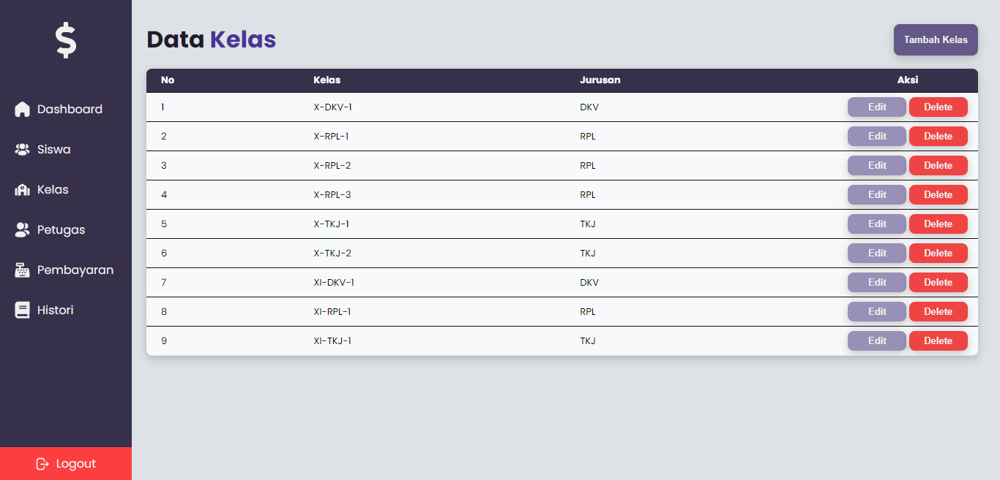 $
Data Kelas
Tambah Kelas
Dashboard
Siswa
Kelas
Petugas
Pembayaran
Histori
Logout
No Kelas Jurusan Aksi
1 X-DKV-1 DKV Edit Delete
2 X-RPL-1 RPL Edit Delete
3 X-RPL-2 RPL Edit Delete
4 X-RPL-3 RPL Edit Delete
5 X-TKJ-1 TKJ Edit Delete
6 X-TKJ-2 TKJ Edit Delete
7 XI-DKV-1 DKV Edit Delete
8 XI-RPL-1 RPL Edit Delete
9 XI-TKJ-1 TKJ Edit Delete